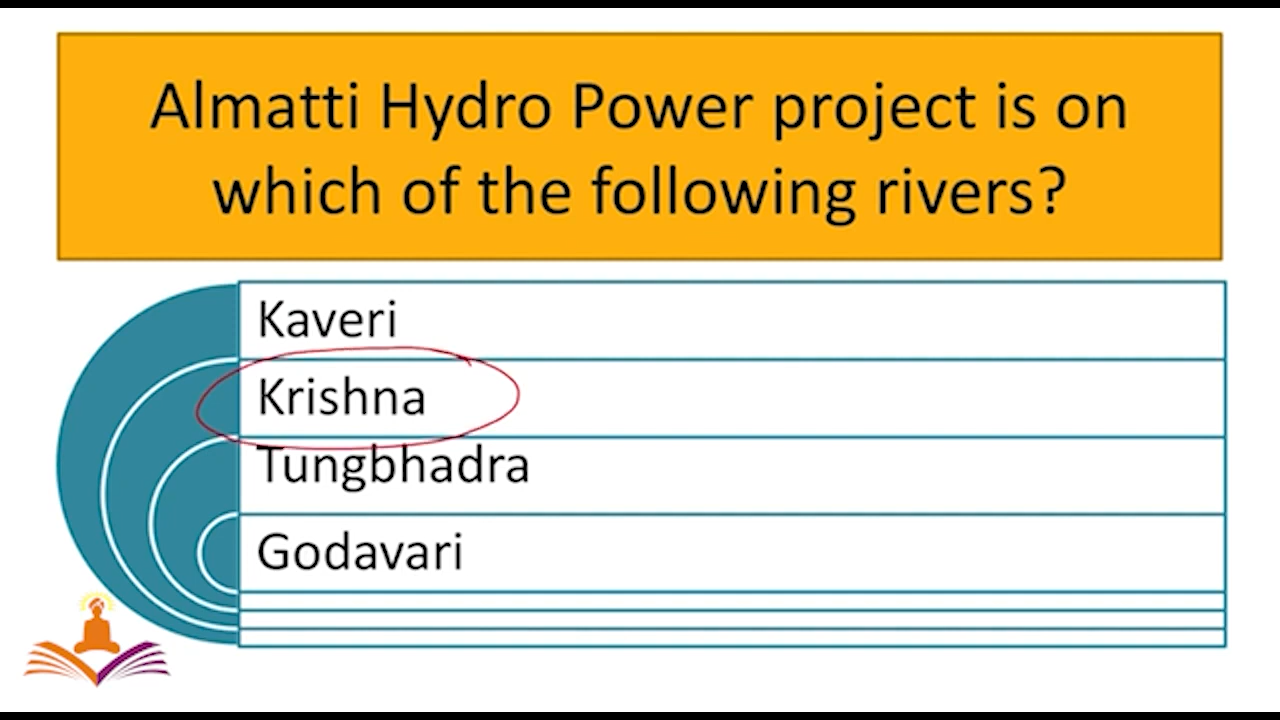 Almatti Hydro Power project is on
which of the following rivers?
Kaveri
Krishna
Tungbhadra
Godavari